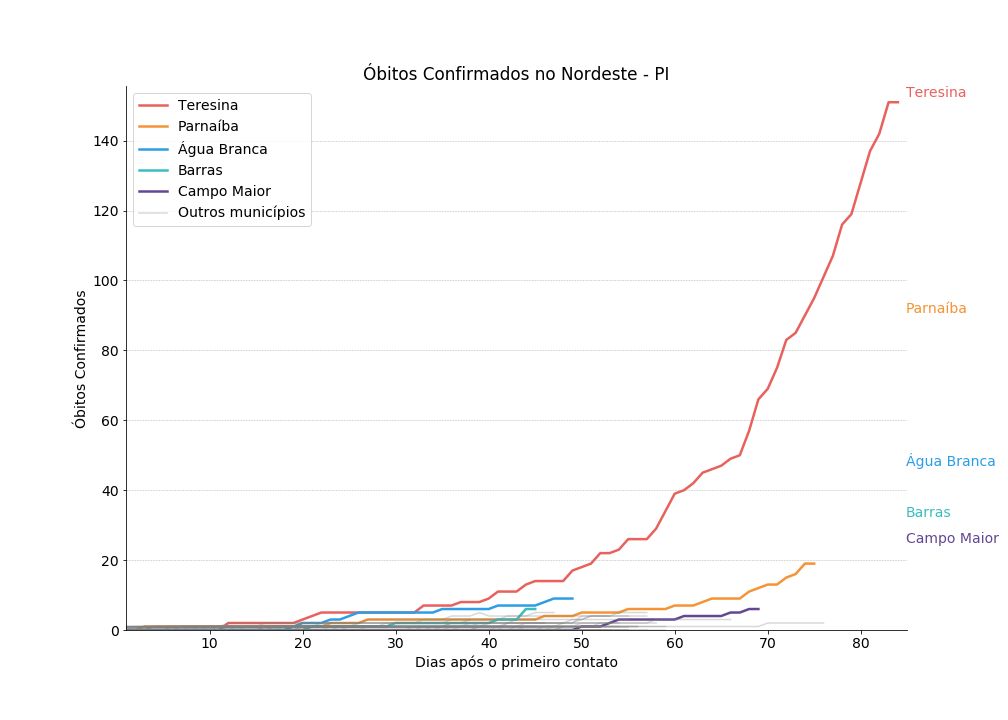 Óbitos Confirmados no Nordeste - PI
Teresina
Parnaíba
Água Branca
Barras
Campo Maior
Outros municípios
Óbitos Confirmados
140
120
100
80
60
40
20
0
10
20
30
40
50
60
70
80
Dias após o primeiro contato
Teresina
Parnaíba
Água Branca
Barras
Campo Maior